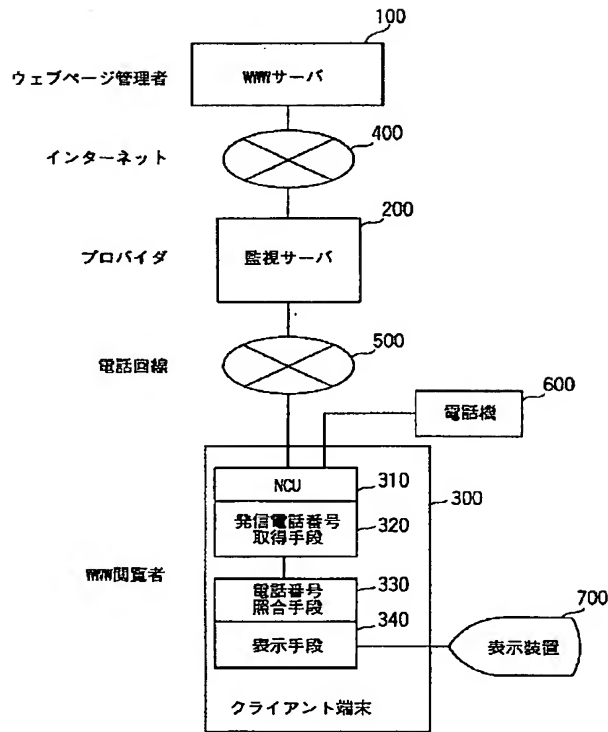 100
ウェブページ管理者
WWWサーバ
400
インターネット
200
プロバイダ
監視サーバ
500
電話回線
600
電話機
NCU
310
300
発信電話番号
取得手段
320
WWW閲覧者
330
電話番号
照合手段
340
表示手段
700
表示装置
クライアント端末